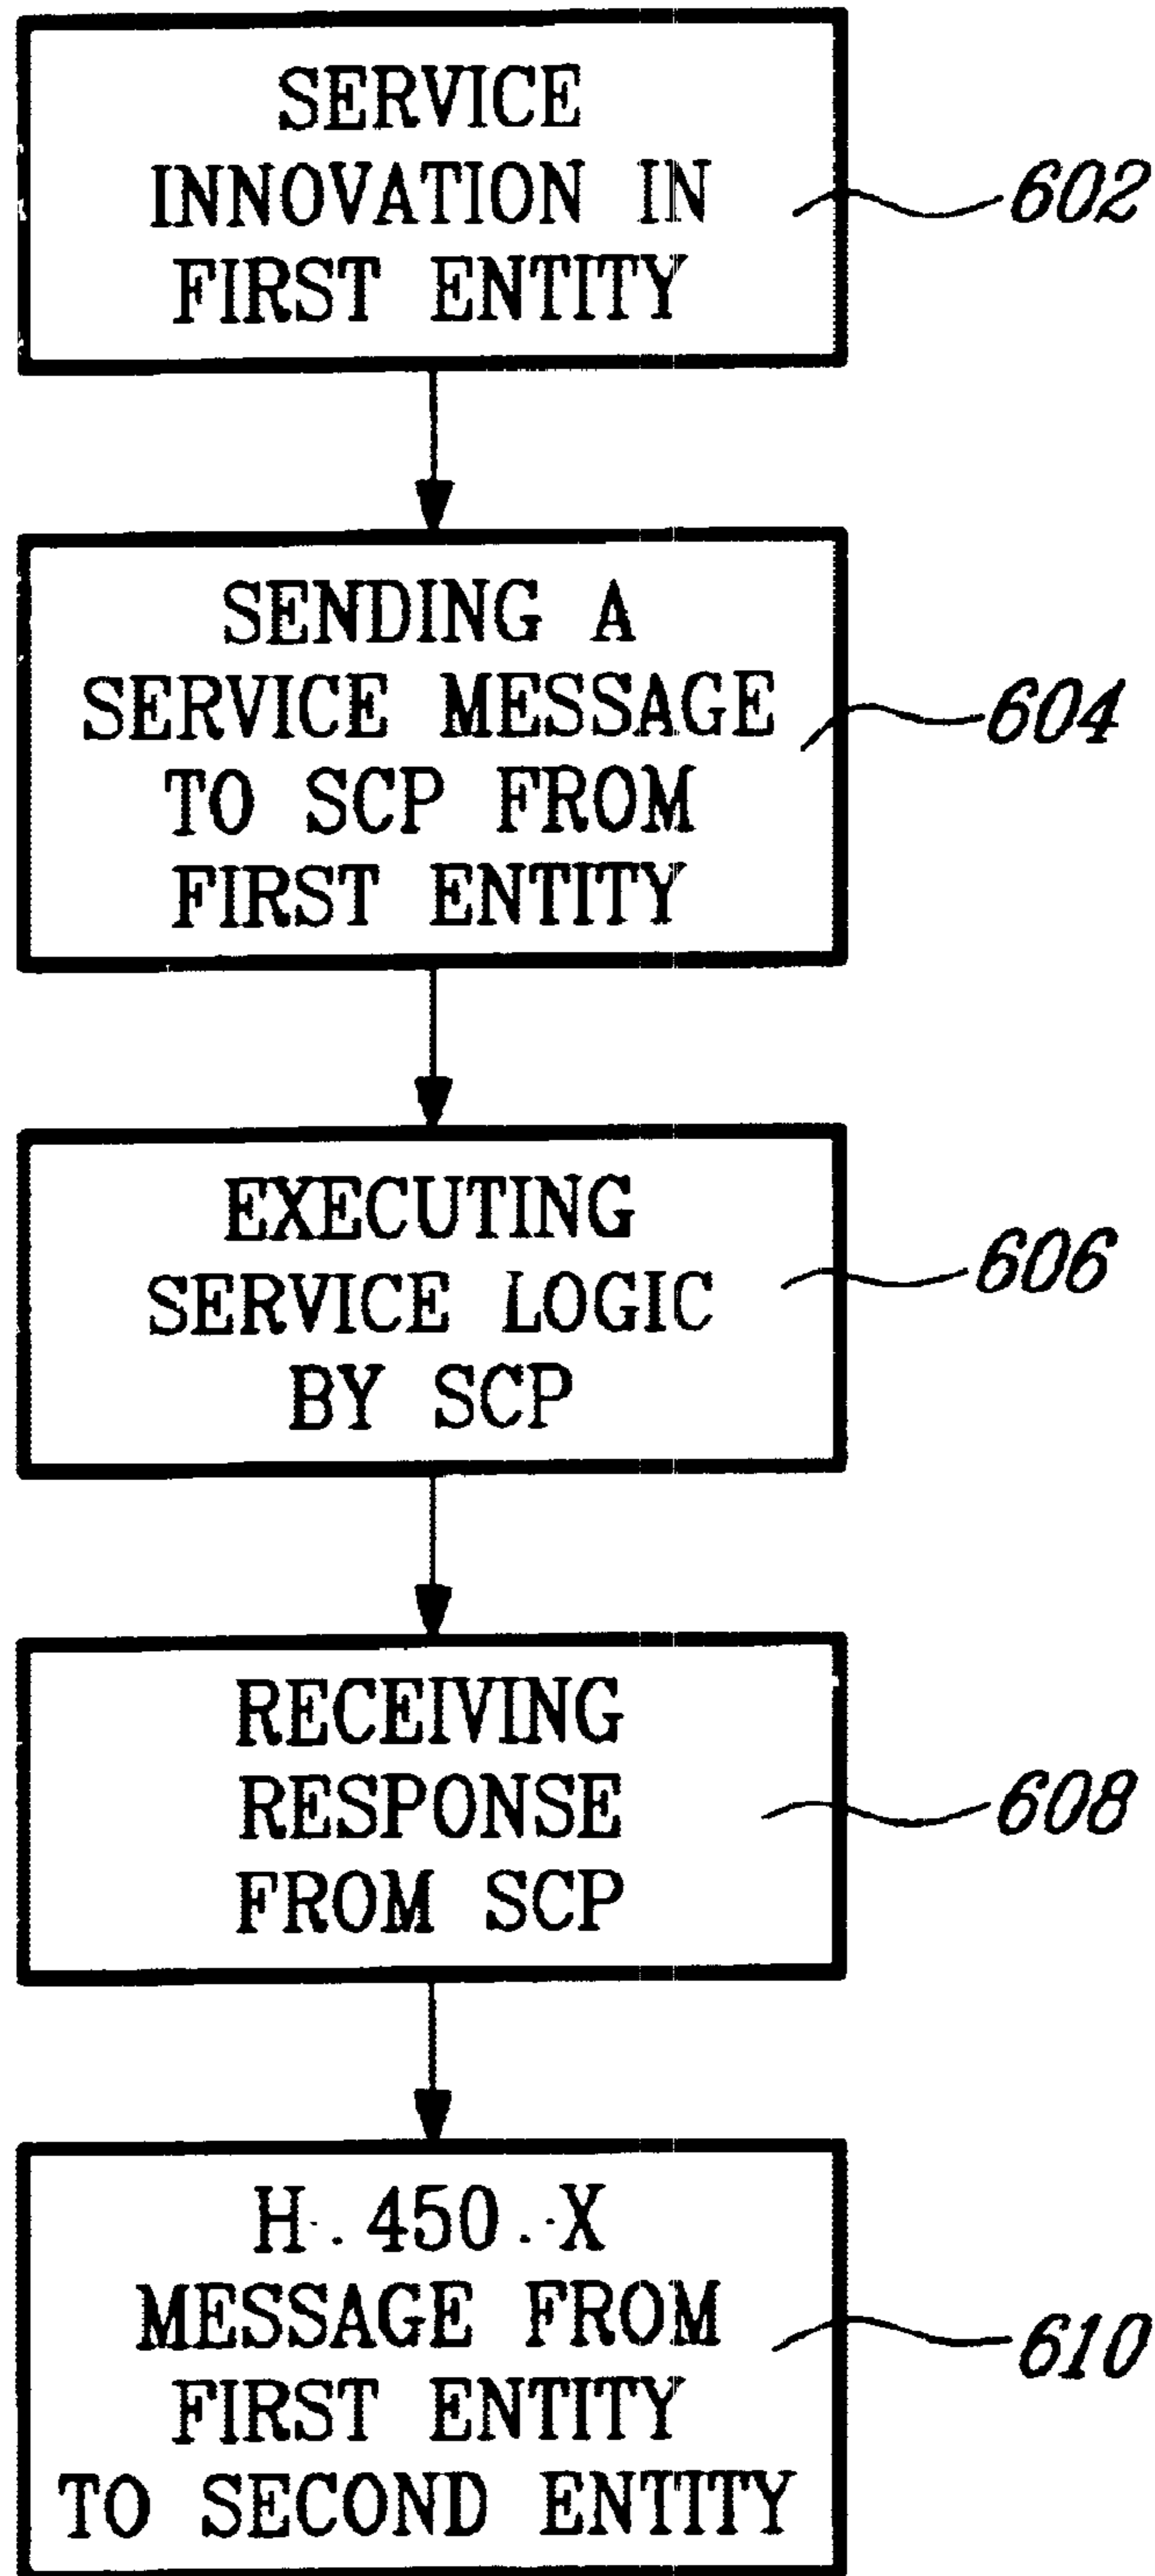 SERVICE
INNOVATION IN
FIRST ENTITY
602
SENDING A
SERVICE MESSAGE
TO SCP FROM
FIRST ENTITY
604
EXECUTING
SERVICE LOGIC
BY SCP
606
RECEIVING
RESPONSE
FROM SCP
608
H.450.X
MESSAGE FROM
FIRST ENTITY
TO SECOND ENTITY
610